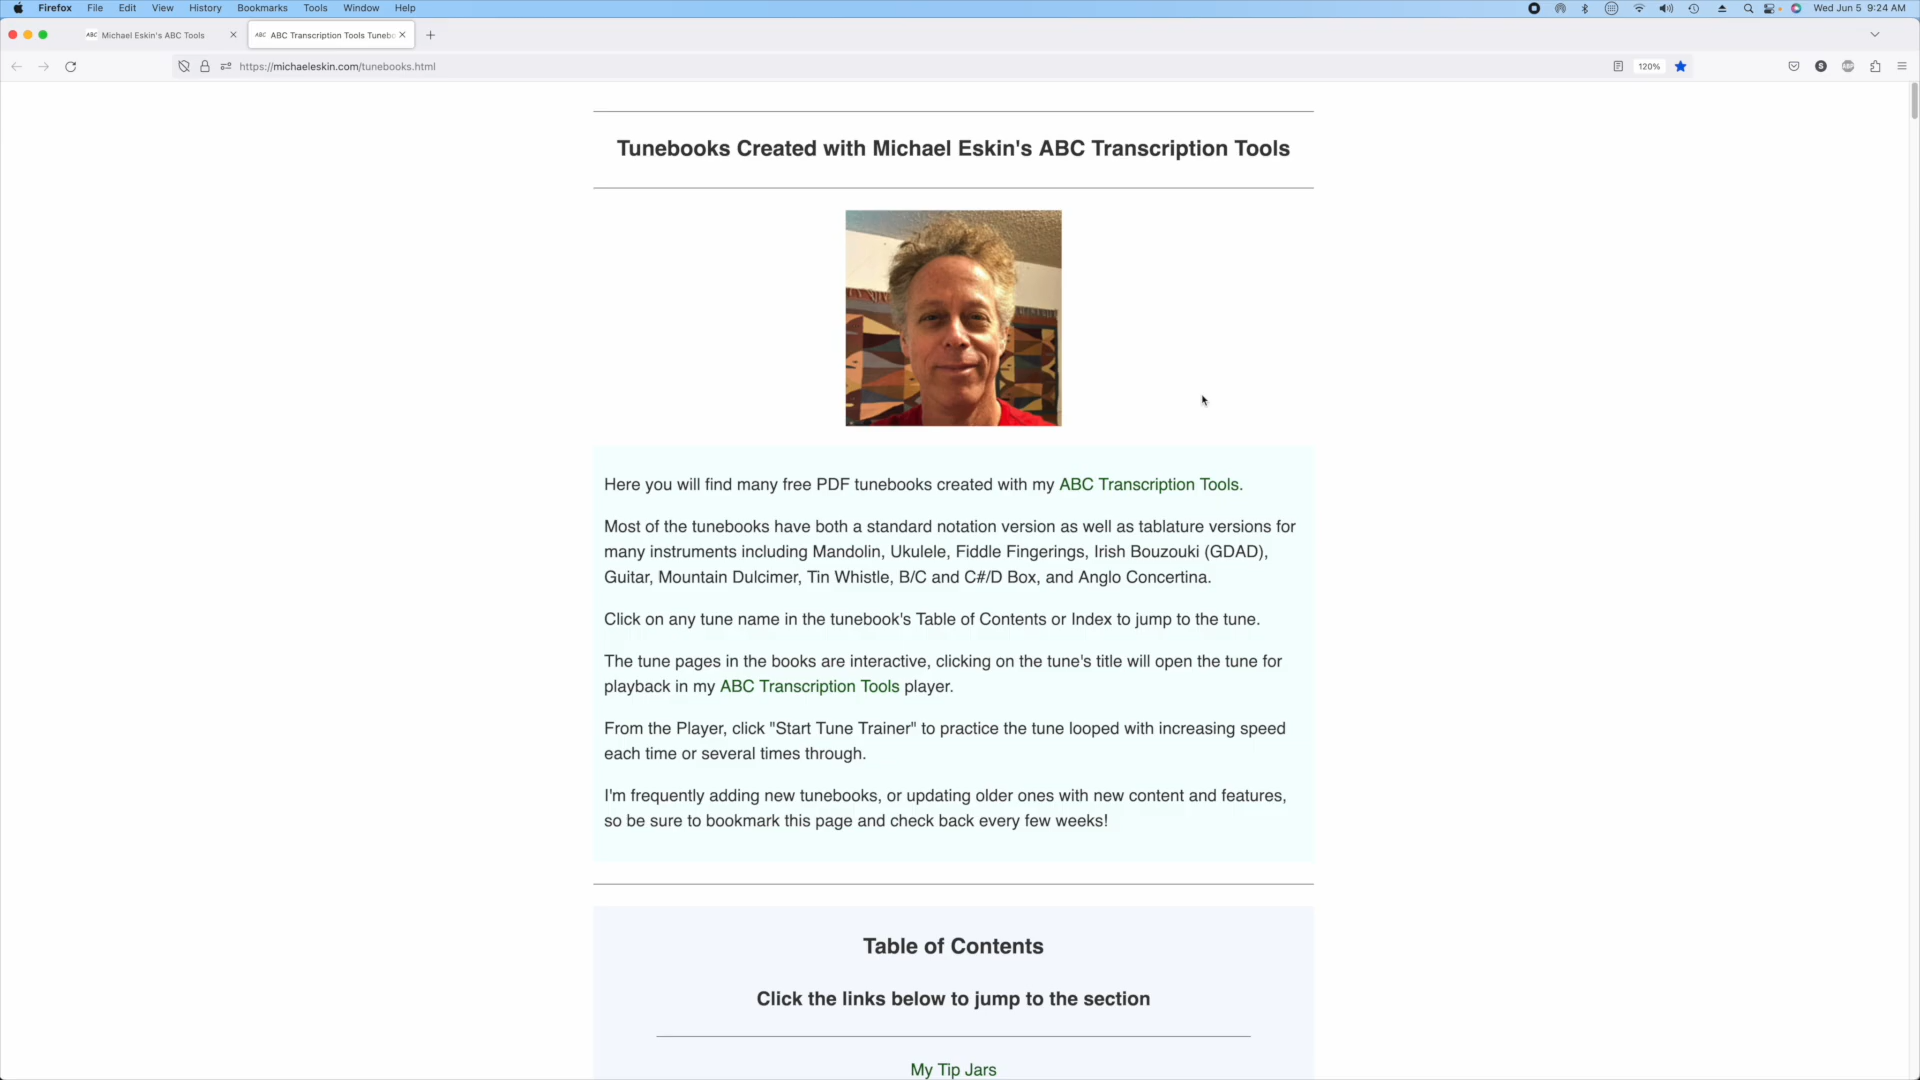 Firefox File Edit View History Bookmarks Tools Window Help Wed Jun 5 9:24 AM
ABC Michael Eskin's ABC Tools ABC ABC Transcription Tools Tunebo
https://michaeleskin.com/tunebooks.html 120%
Tunebooks Created with Michael Eskin's ABC Transcription Tools
Here you will find many free PDF tunebooks created with my ABC Transcription Tools.
Most of the tunebooks have both a standard notation version as well as tablature versions for
many instruments including Mandolin, Ukulele, Fiddle Fingerings, Irish Bouzouki (GDAD),
Guitar, Mountain Dulcimer, Tin Whistle, B/C and C#/D Box, and Anglo Concertina.
Click on any tune name in the tunebook's Table of Contents or Index to jump to the tune.
The tune pages in the books are interactive, clicking on the tune's title will open the tune for
playback in my ABC Transcription Tools player.
From the Player, click "Start Tune Trainer" to practice the tune looped with increasing speed
each time or several times through.
I'm frequently adding new tunebooks, or updating older ones with new content and features,
so be sure to bookmark this page and check back every few weeks!
Table of Contents
Click the links below to jump to the section
My Tip Jars